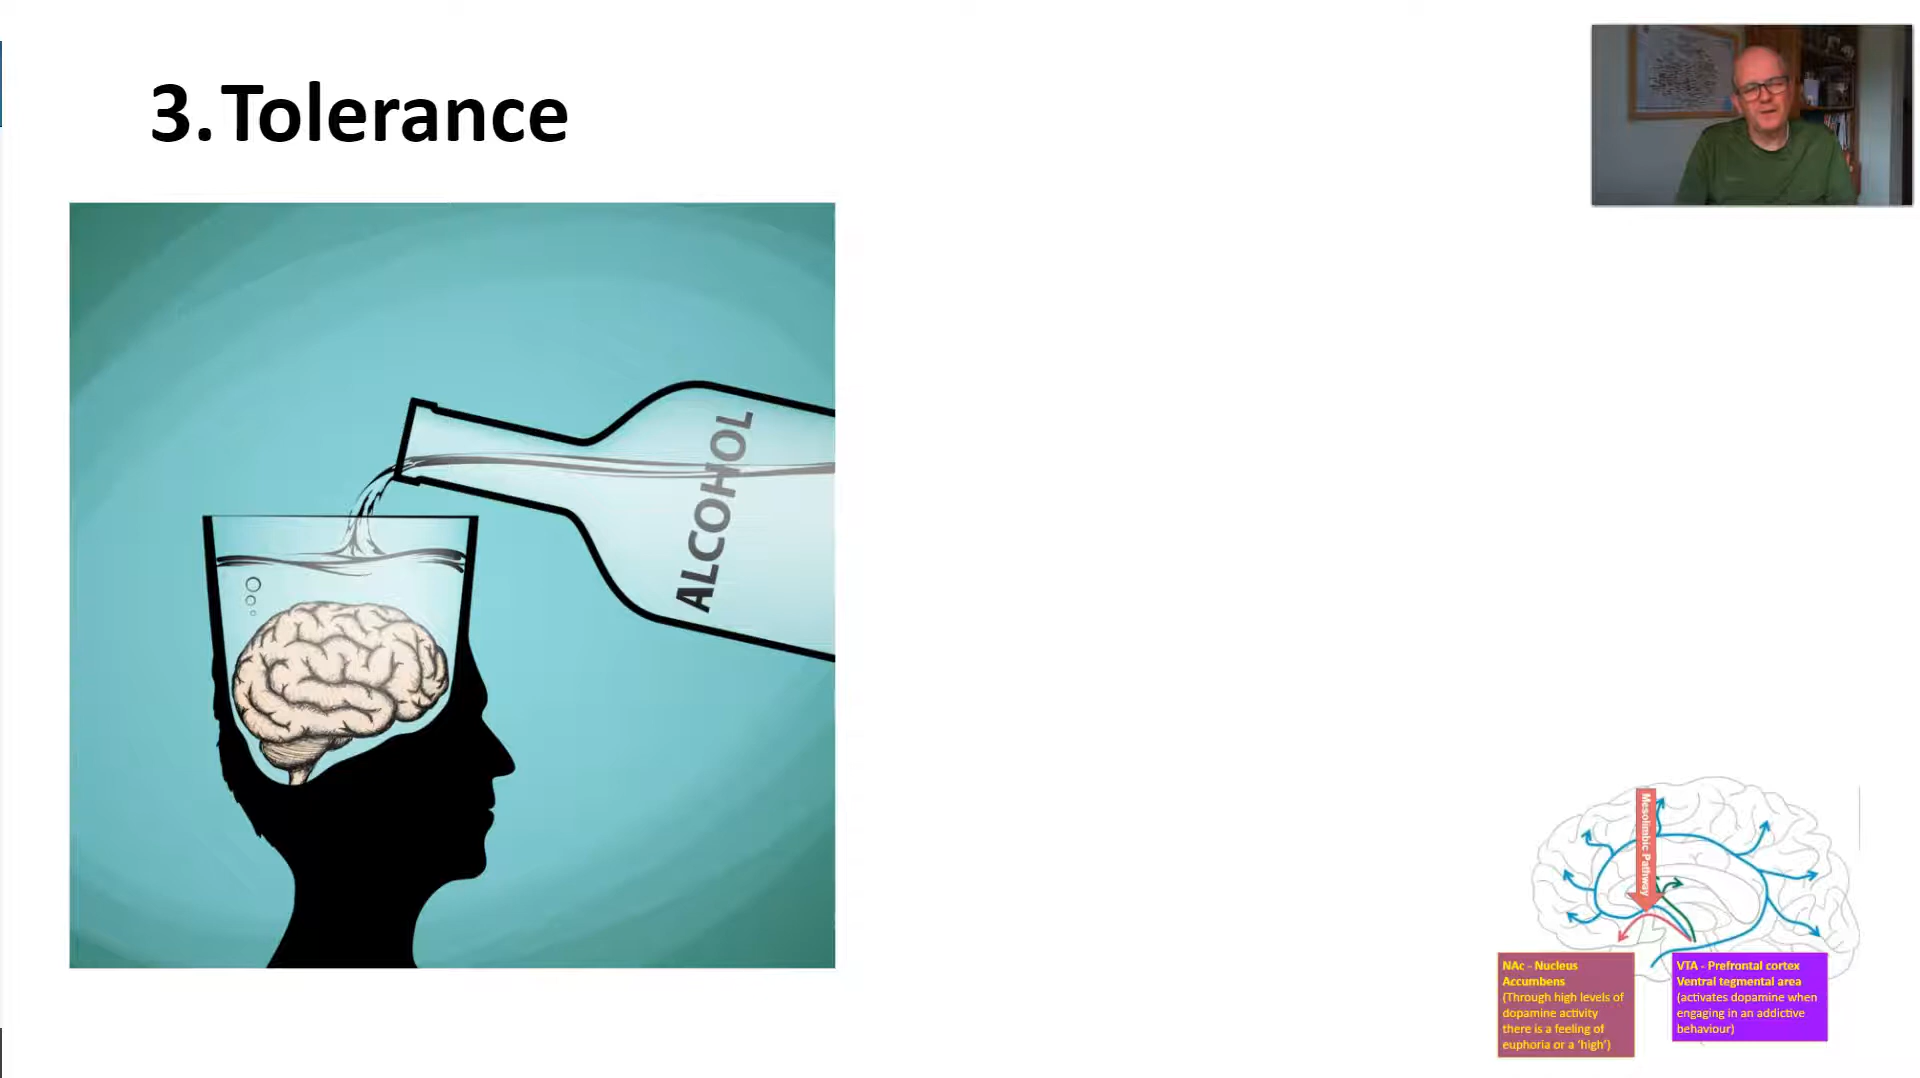 3. Tolerance
ALCOHOL
Mesolimbic Pathway
NAc - Nucleus
Accumbens
(Through high levels of
dopamine activity
there is a feeling of
euphoria or a ‘high’)
VTA - Prefrontal cortex
Ventral tegmental area
(activates dopamine when
engaging in an addictive
behaviour)